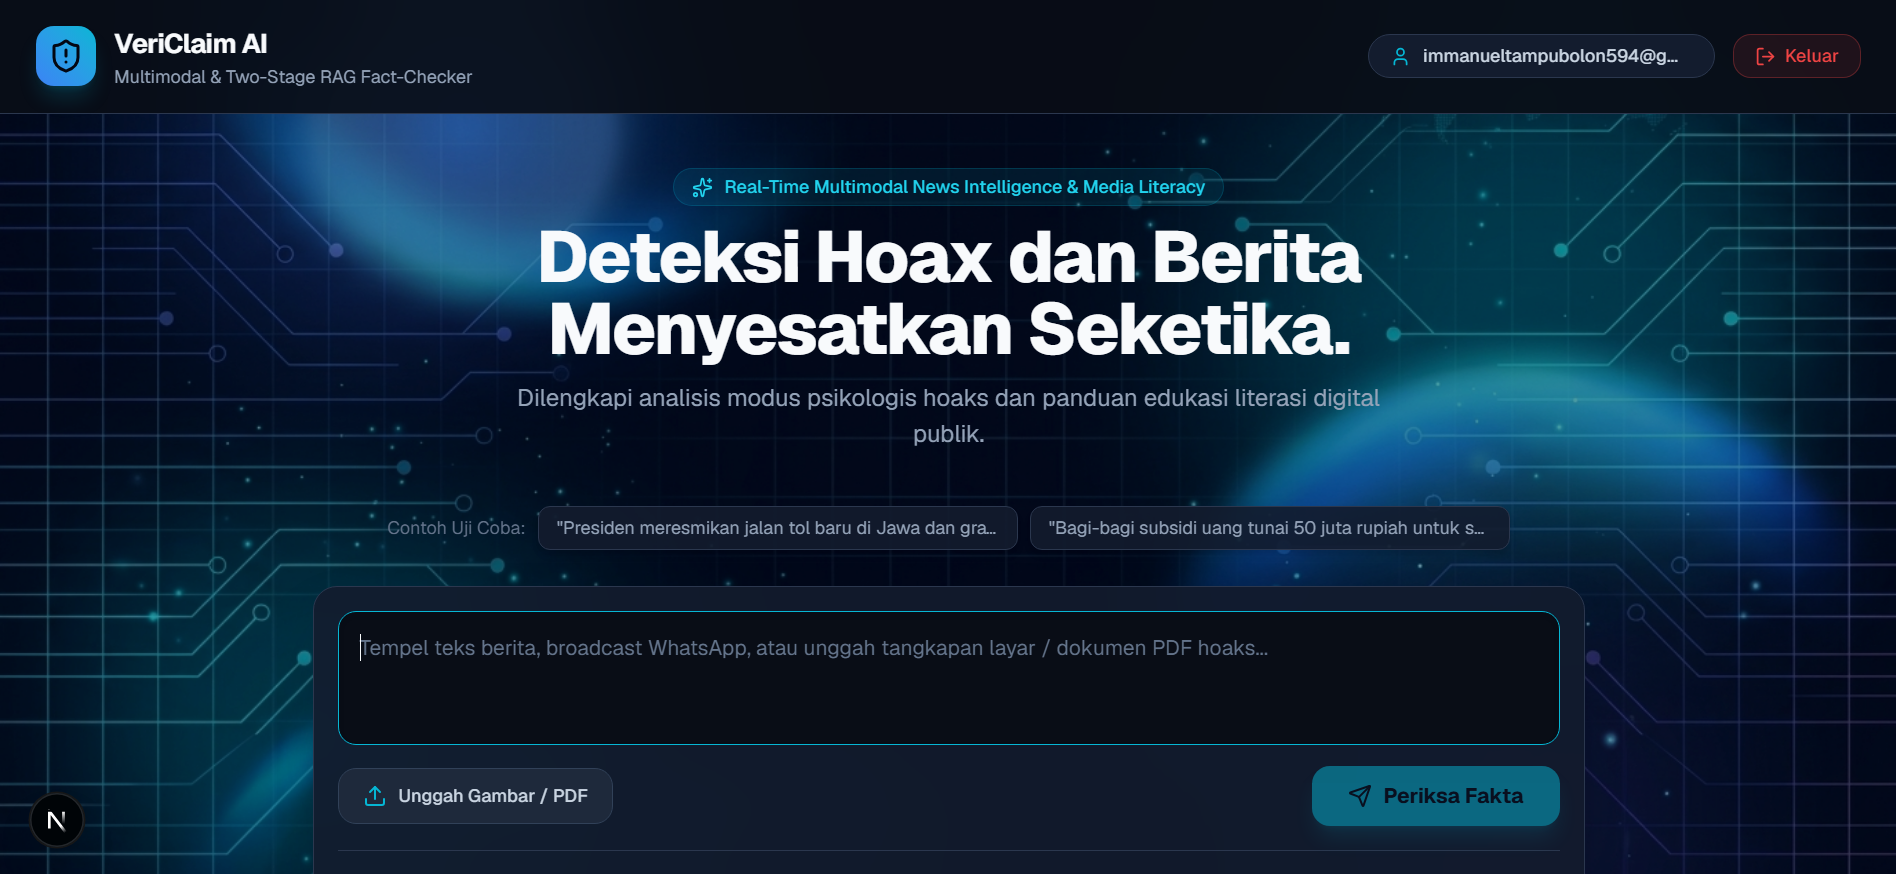 VeriClaim AI
Multimodal & Two-Stage RAG Fact-Checker
immanueltampubolon594@g...
Keluar
Real-Time Multimodal News Intelligence & Media Literacy
Deteksi Hoax dan Berita
Menyesatkan Seketika.
Dilengkapi analisis modus psikologis hoaks dan panduan edukasi literasi digital
publik.
Contoh Uji Coba:
"Presiden meresmikan jalan tol baru di Jawa dan gra...
"Bagi-bagi subsidi uang tunai 50 juta rupiah untuk s...
Tempel teks berita, broadcast WhatsApp, atau unggah tangkapan layar / dokumen PDF hoaks...
Unggah Gambar / PDF
Periksa Fakta
N